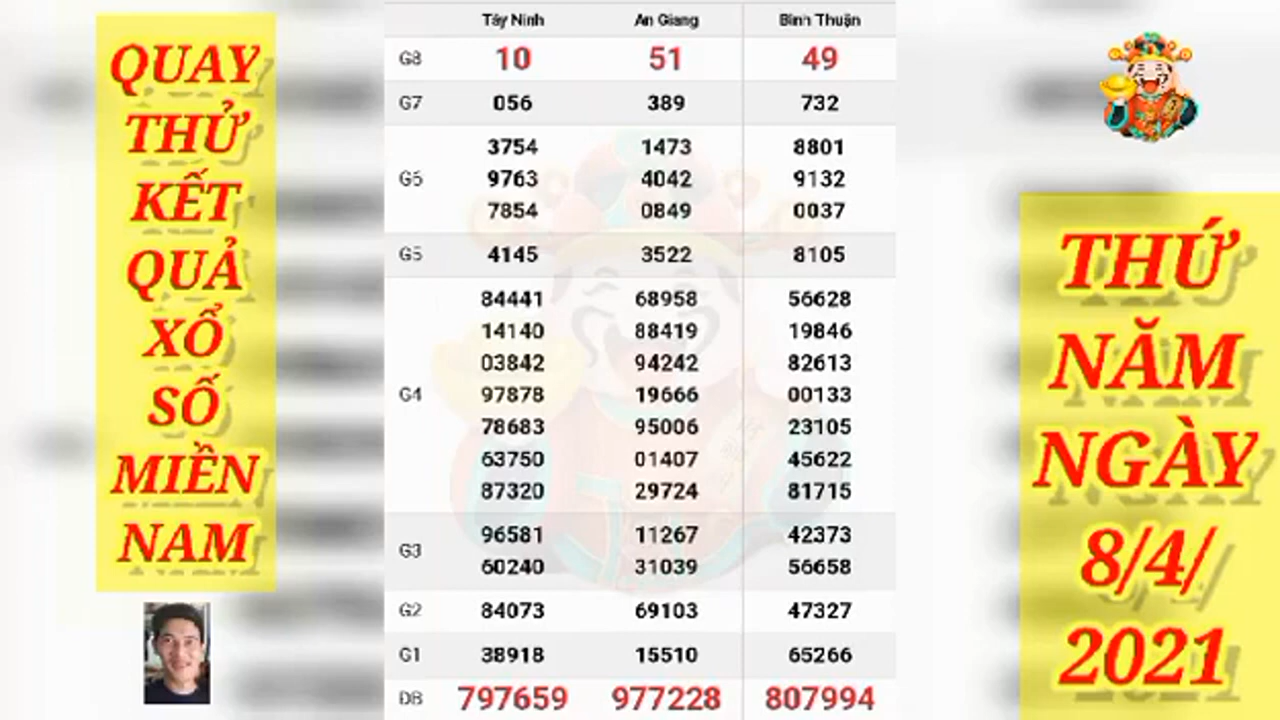 QUAY
THỬ
KẾT
QUẢ
XỔ
SỐ
MIỀN
NAM
Tây Ninh An Giang Bình Thuận
G8 10 51 49
G7 056 389 732
3754 1473 8801
G6 9763 4042 9132
7854 0849 0037
G5 4145 3522 8105
84441 68958 56628
14140 88419 19846
03842 94242 82613
G4 97878 19666 00133
78683 95006 23105
63750 01407 45622
87320 29724 81715
G3 96581 11267 42373
60240 31039 56658
G2 84073 69103 47327
G1 38918 15510 65266
ĐB 797659 977228 807994
THỨ
NĂM
NGÀY
8/4/
2021